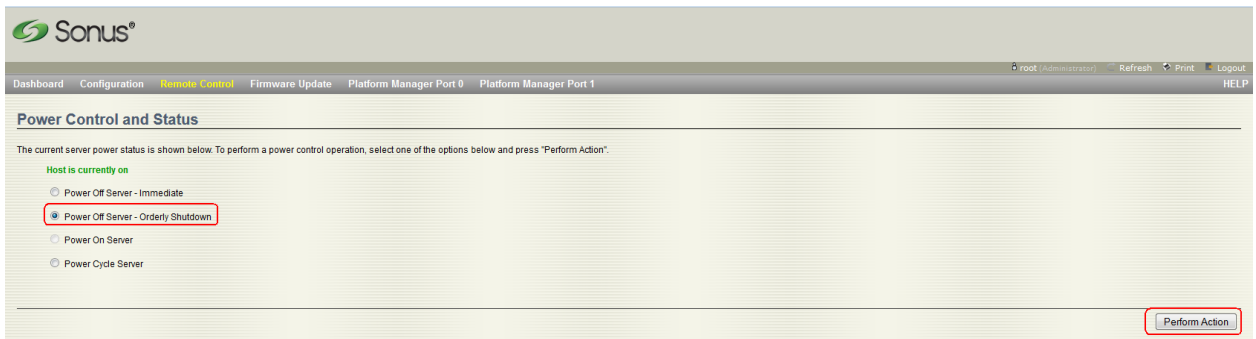 Sonus®
root (Administrator) Refresh Print Logout
Dashboard Configuration Remote Control Firmware Update Platform Manager Port 0 Platform Manager Port 1 HELP
Power Control and Status
The current server power status is shown below. To perform a power control operation, select one of the options below and press "Perform Action".
Host is currently on
Power Off Server - Immediate
Power Off Server - Orderly Shutdown
Power On Server
Power Cycle Server
Perform Action